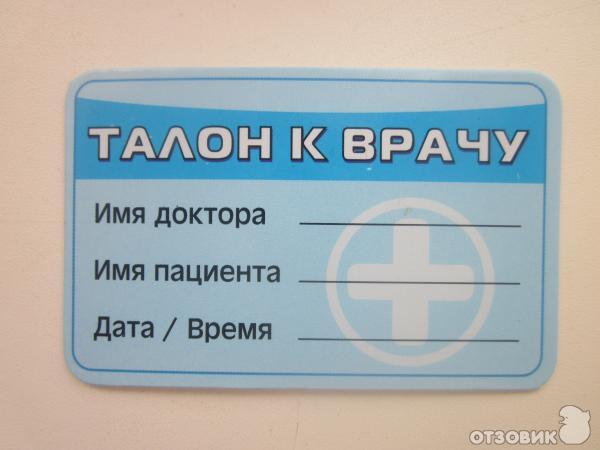 ТАЛОН К ВРАЧУ
Имя доктора
Имя пациента
Дата / Время
ОТЗОВИК